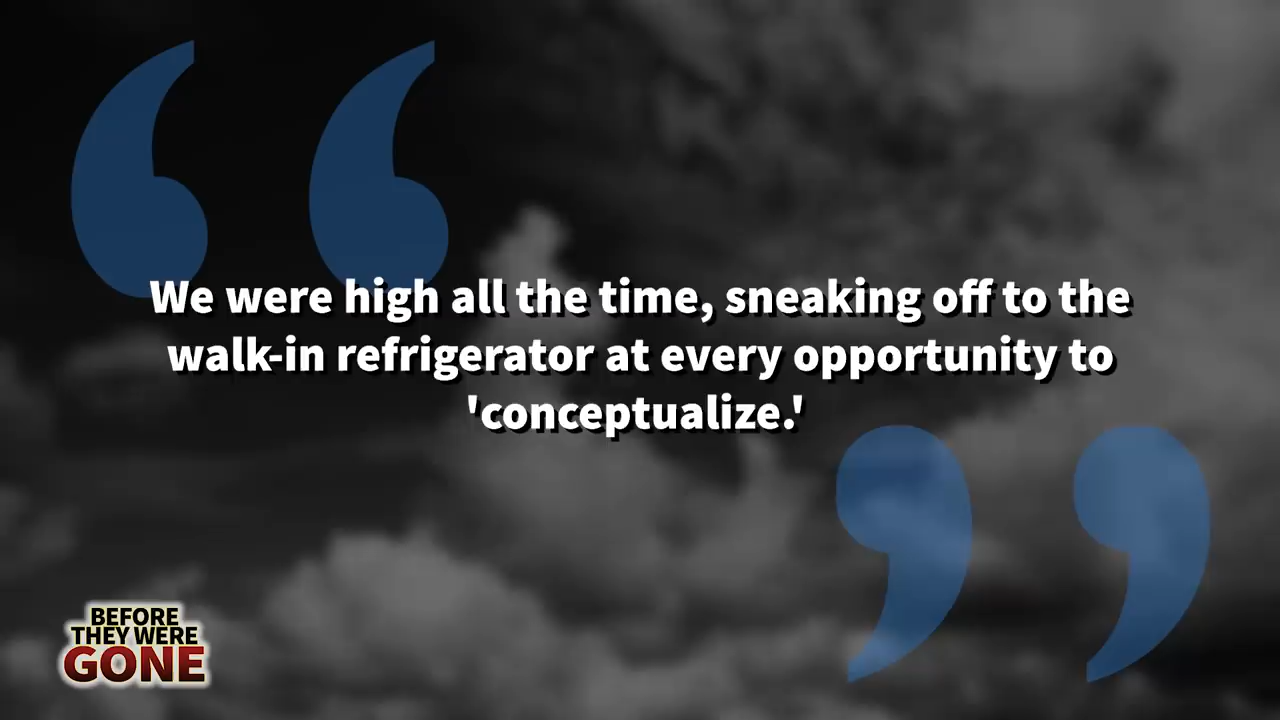 We were high all the time, sneaking off to the
walk-in refrigerator at every opportunity to
'conceptualize.'
BEFORE
THEY WERE
GONE